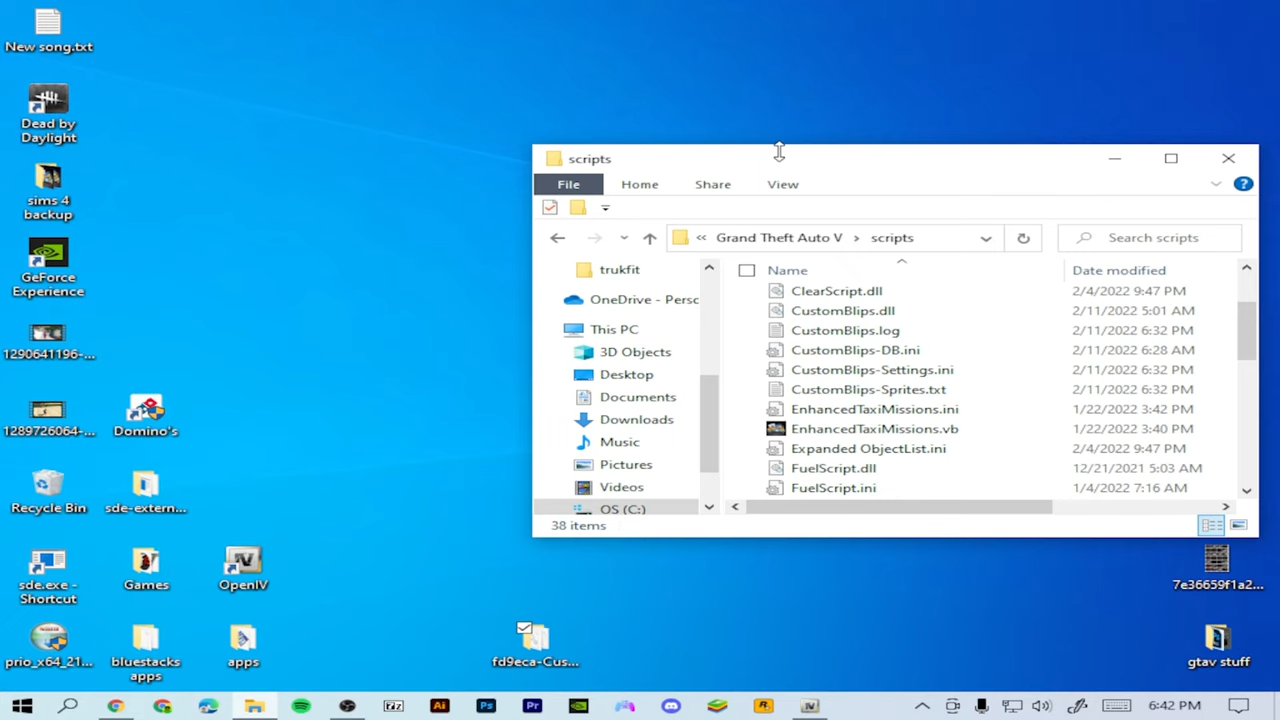 New song.txt
Dead by
Daylight
sims 4
backup
GeForce
Experience
1290641196-...
1289726064-...
Domino's
Recycle Bin
sde-extern...
sde.exe -
Shortcut
Games
OpenIV
prio_x64_21...
bluestacks
apps
apps
fd9eca-Cus...
7e36659f1a2...
gtav stuff
scripts
File Home Share View
« Grand Theft Auto V > scripts
Search scripts
trukfit
OneDrive - Perso
This PC
3D Objects
Desktop
Documents
Downloads
Music
Pictures
Videos
OS (C:)
Name Date modified
ClearScript.dll 2/4/2022 9:47 PM
CustomBlips.dll 2/11/2022 5:01 AM
CustomBlips.log 2/11/2022 6:32 PM
CustomBlips-DB.ini 2/11/2022 6:28 AM
CustomBlips-Settings.ini 2/11/2022 6:32 PM
CustomBlips-Sprites.txt 2/11/2022 6:32 PM
EnhancedTaxiMissions.ini 1/22/2022 3:42 PM
EnhancedTaxiMissions.vb 1/22/2022 3:40 PM
Expanded ObjectList.ini 2/4/2022 9:47 PM
FuelScript.dll 12/21/2021 5:03 AM
FuelScript.ini 1/4/2022 7:16 AM
38 items
7z Ai Ps Pr R IV
6:42 PM